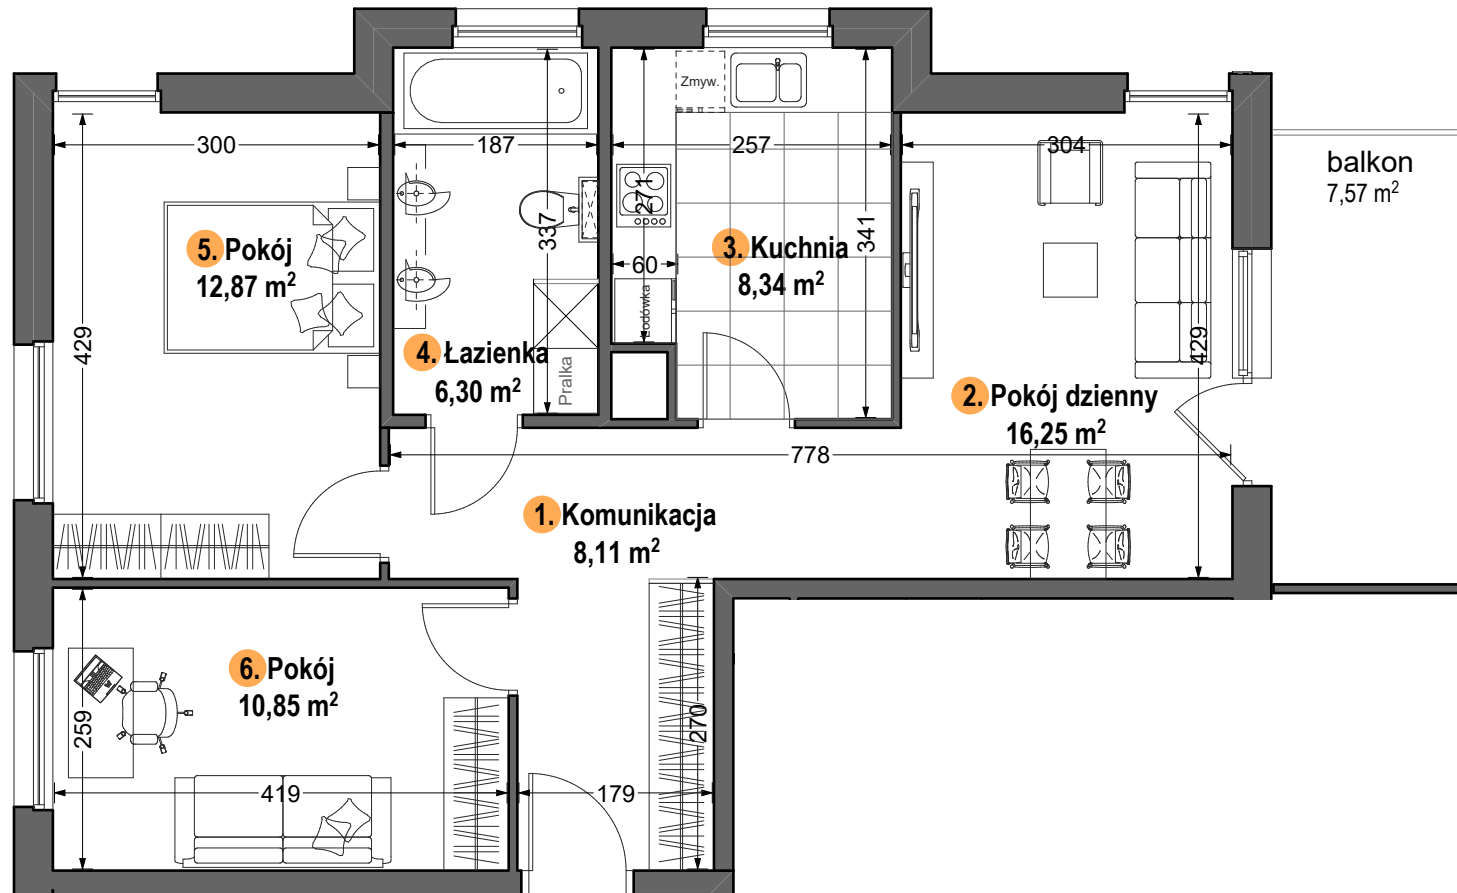 Zmyw.
300
187
257
304
balkon
7,57 m²
271
337
341
5. Pokój
12,87 m²
3. Kuchnia
8,34 m²
60
Lodówka
429
429
4. Łazienka
6,30 m²
Pralka
2. Pokój dzienny
16,25 m²
778
1. Komunikacja
8,11 m²
6. Pokój
10,85 m²
259
270
419
179